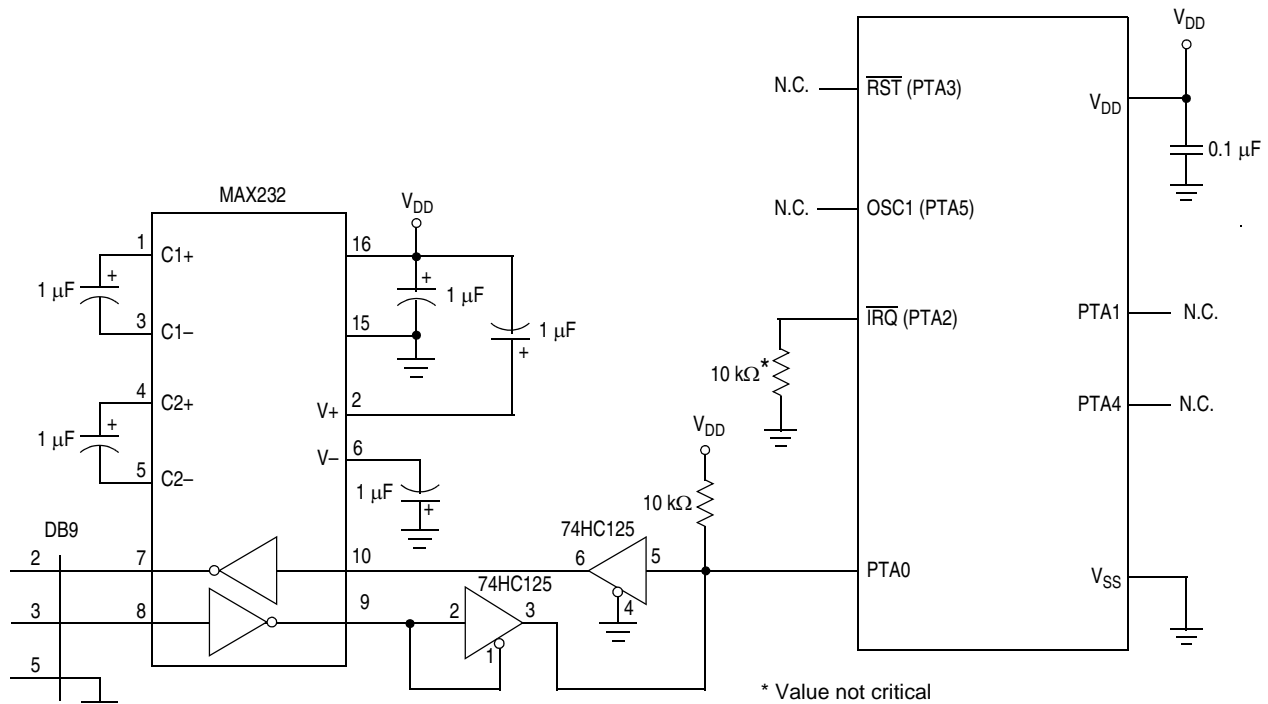 MAX232
1
C1+
1 μF
+
3
C1–
4
C2+
1 μF
+
5
C2–
VDD
16
+
1 μF
15
1 μF
+
2
V+
6
V–
1 μF
+
DB9
2
7
10
3
8
9
5
74HC125
6
5
4
74HC125
2
3
1
VDD
10 kΩ
N.C.
RST (PTA3)
N.C.
OSC1 (PTA5)
IRQ (PTA2)
10 kΩ*
PTA0
VDD
VDD
0.1 μF
PTA1
N.C.
PTA4
N.C.
VSS
* Value not critical